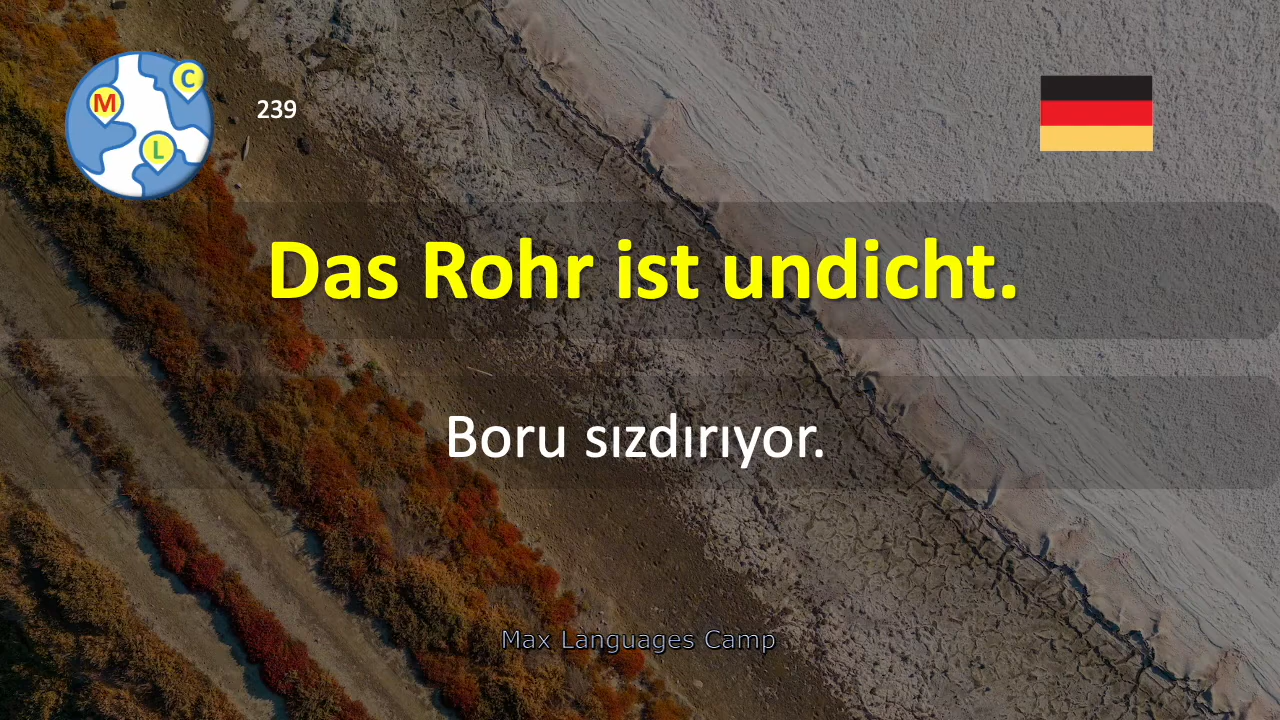 M
C
L
239
Das Rohr ist undicht.
Boru sızdırıyor.
Max Languages Camp